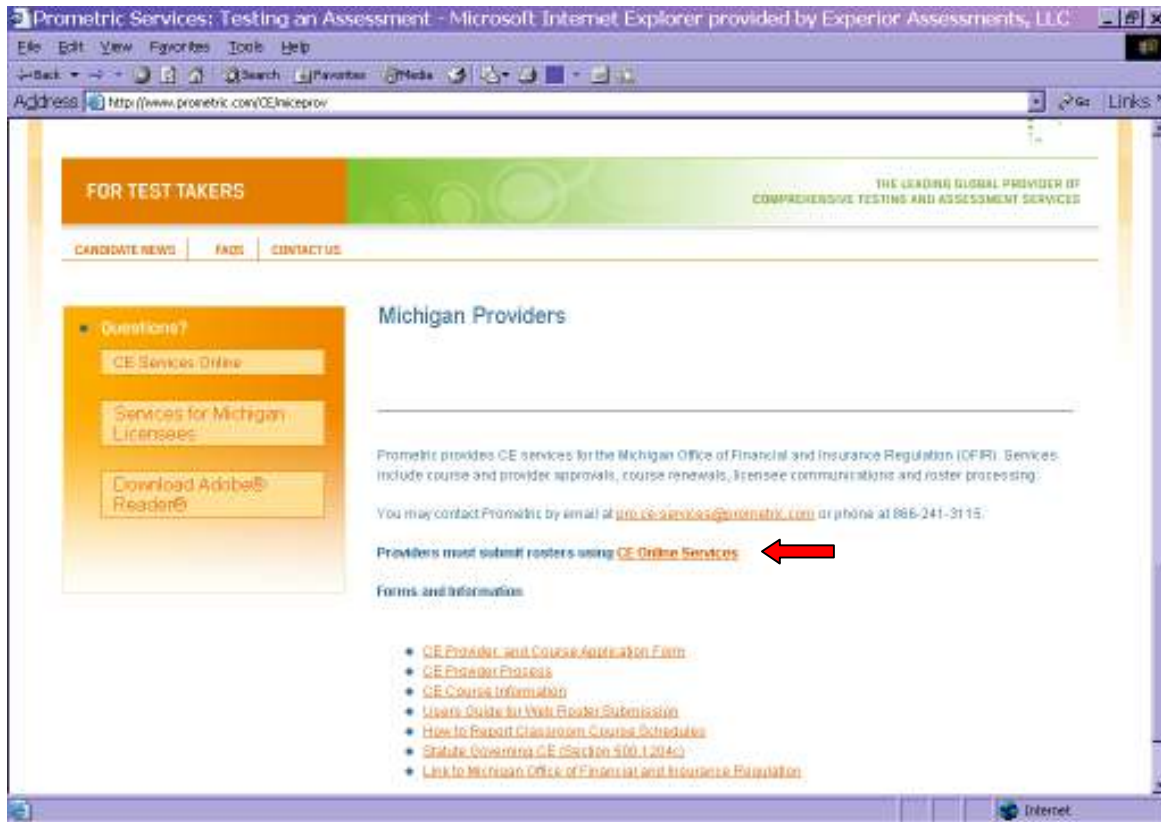 Prometric Services: Testing an Assessment - Microsoft Internet Explorer provided by Experior Assessments, LLC
File Edit View Favorites Tools Help
Back Search Favorites Media
Address http://www.prometric.com/CE/miceprov Go Links
FOR TEST TAKERS
THE LEADING GLOBAL PROVIDER OF
COMPREHENSIVE TESTING AND ASSESSMENT SERVICES
CANDIDATE NEWS FAQS CONTACT US
Questions?
CE Services Online
Services for Michigan
Licensees
Download Adobe®
Reader®
Michigan Providers
Prometric provides CE services for the Michigan Office of Financial and Insurance Regulation (OFIR). Services
include course and provider approvals, course renewals, licensee communications and roster processing.
You may contact Prometric by email at pro.ce-services@prometric.com or phone at 866-241-3115.
Providers must submit rosters using CE Online Services
Forms and Information
CE Provider and Course Application Form
CE Provider Process
CE Course Information
Users Guide for Web Roster Submission
How to Report Classroom Course Schedules
Statute Governing CE (Section 500.1204c)
Link to Michigan Office of Financial and Insurance Regulation
Internet